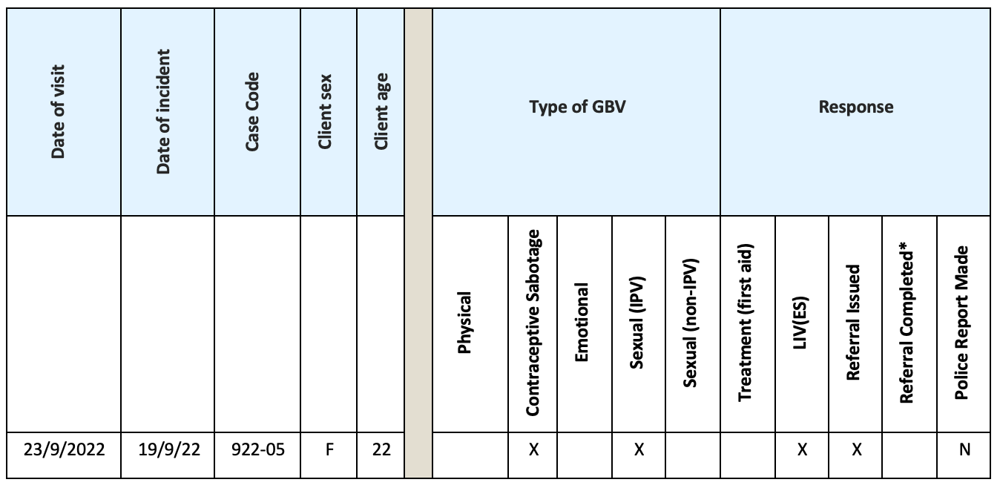 Date of visit
Date of incident
Case Code
Client sex
Client age
Type of GBV
Response
Physical
Contraceptive Sabotage
Emotional
Sexual (IPV)
Sexual (non-IPV)
Treatment (first aid)
LIV(ES)
Referral Issued
Referral Completed*
Police Report Made
23/9/2022 19/9/22 922-05 F 22 X X X X N